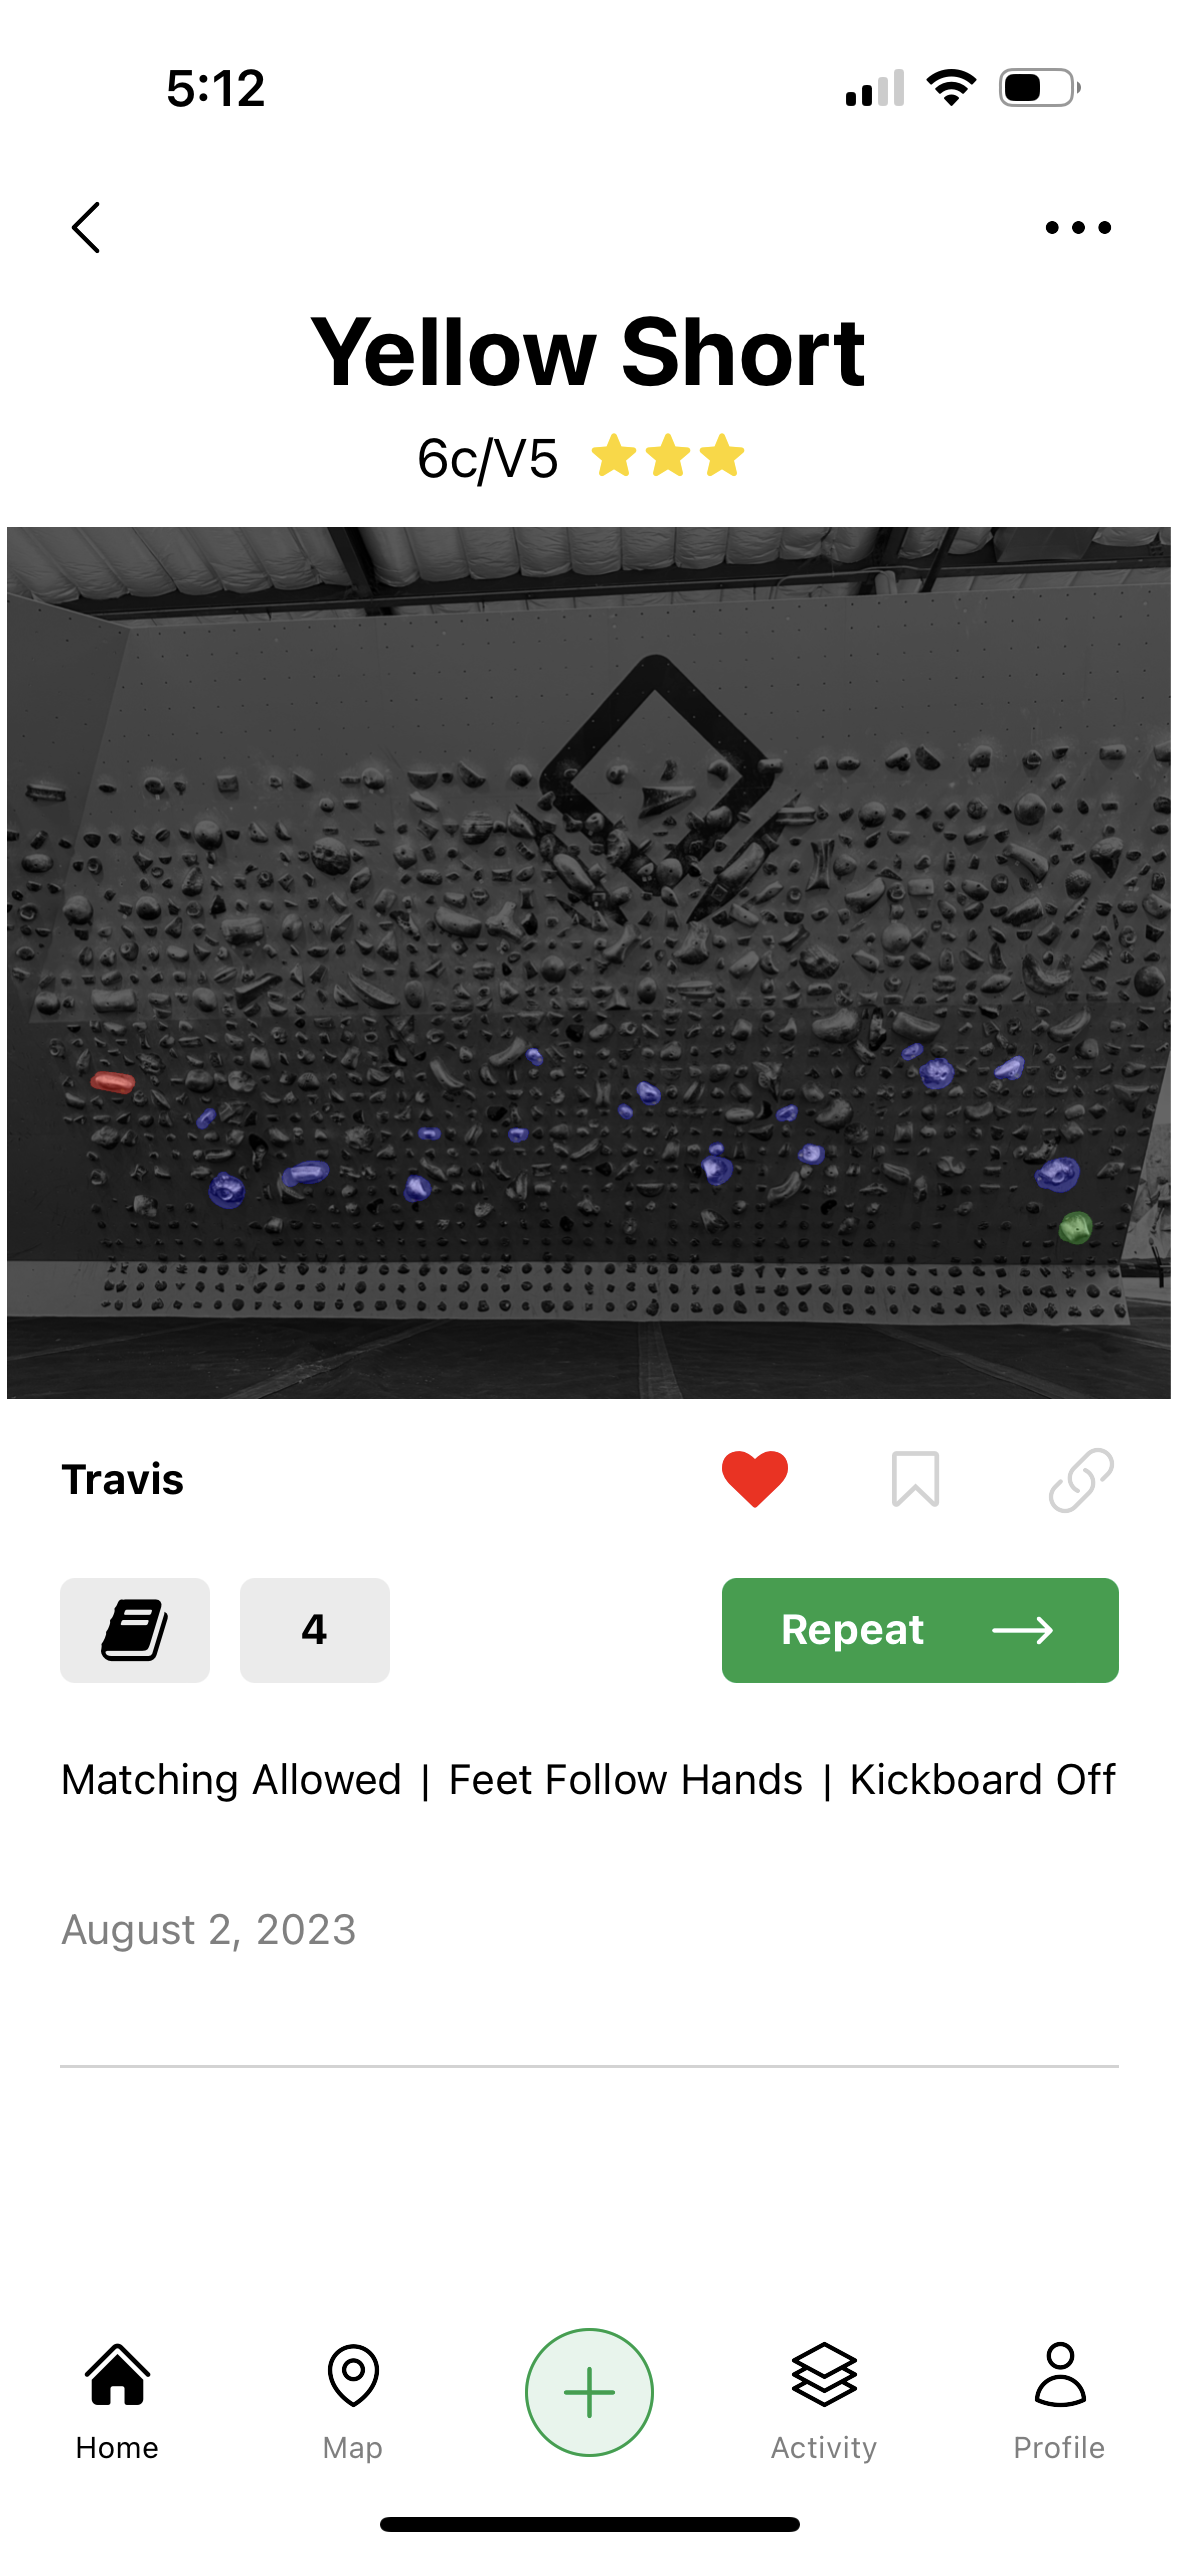 5:12
Yellow Short
6c/V5
Travis
4
Repeat
Matching Allowed | Feet Follow Hands | Kickboard Off
August 2, 2023
Home
Map
Activity
Profile